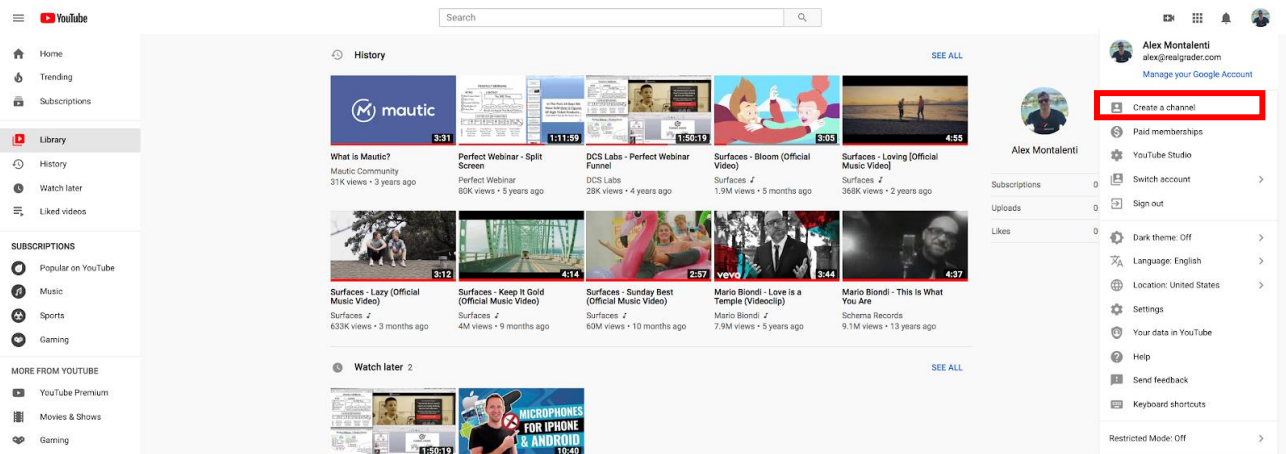 YouTube
Search
Home
Trending
Subscriptions
Library
History
Watch later
Liked videos
SUBSCRIPTIONS
Popular on YouTube
Music
Sports
Gaming
MORE FROM YOUTUBE
YouTube Premium
Movies & Shows
Gaming
History
SEE ALL
mautic
3:31
1:11:59
1:50:19
3:05
4:55
What is Mautic?
Mautic Community
31K views • 3 years ago
Perfect Webinar - Split
Screen
Perfect Webinar
80K views • 5 years ago
DCS Labs - Perfect Webinar
Funnel
DCS Labs
28K views • 4 years ago
Surfaces - Bloom (Official
Video)
Surfaces
1.9M views • 5 months ago
Surfaces - Loving [Official
Music Video]
Surfaces
368K views • 2 years ago
3:12
4:14
2:57
vevo
3:44
4:37
Surfaces - Lazy (Official
Music Video)
Surfaces
633K views • 3 months ago
Surfaces - Keep It Gold
(Official Music Video)
Surfaces
4M views • 9 months ago
Surfaces - Sunday Best
(Official Music Video)
Surfaces
60M views • 10 months ago
Mario Biondi - Love is a
Temple (Videoclip)
Mario Biondi
7.9M views • 5 years ago
Mario Biondi - This Is What
You Are
Schema Records
9.1M views • 13 years ago
Watch later 2
SEE ALL
1:50:19
MICROPHONES
FOR IPHONE
& ANDROID
10:40
Alex Montalenti
Subscriptions 0
Uploads 0
Likes 0
Alex Montalenti
alex@realgrader.com
Manage your Google Account
Create a channel
Paid memberships
YouTube Studio
Switch account
Sign out
Dark theme: Off
Language: English
Location: United States
Settings
Your data in YouTube
Help
Send feedback
Keyboard shortcuts
Restricted Mode: Off